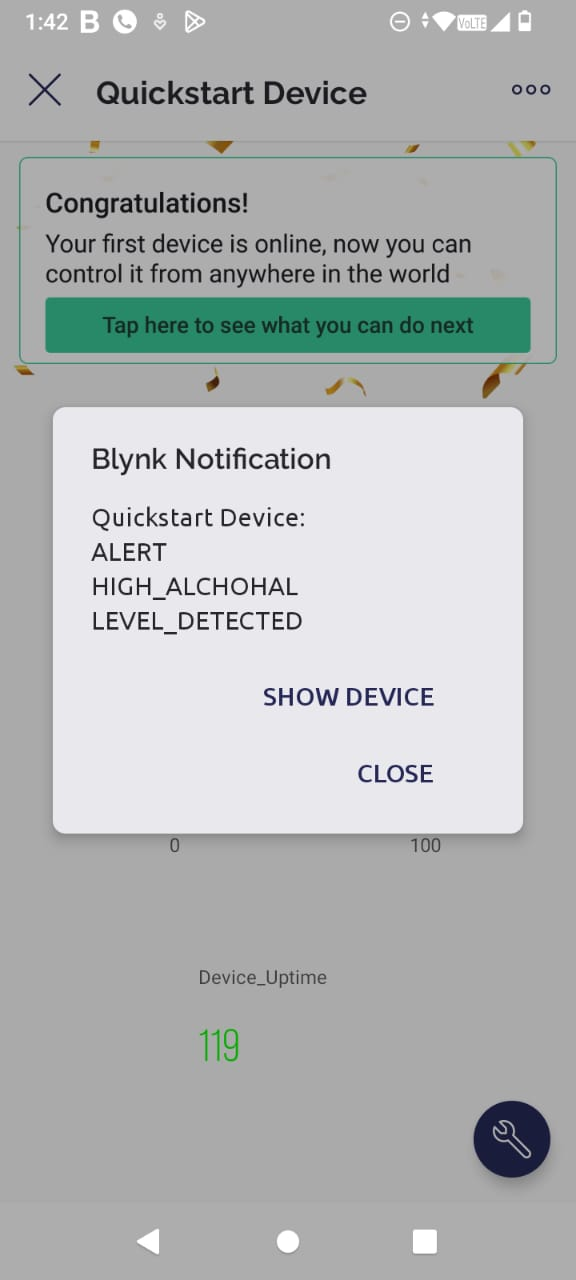 1:42 B VoLTE
Quickstart Device
Congratulations!
Your first device is online, now you can
control it from anywhere in the world
Tap here to see what you can do next
Blynk Notification
Quickstart Device:
ALERT
HIGH_ALCHOHAL
LEVEL_DETECTED
SHOW DEVICE
CLOSE
0 100
Device_Uptime
119